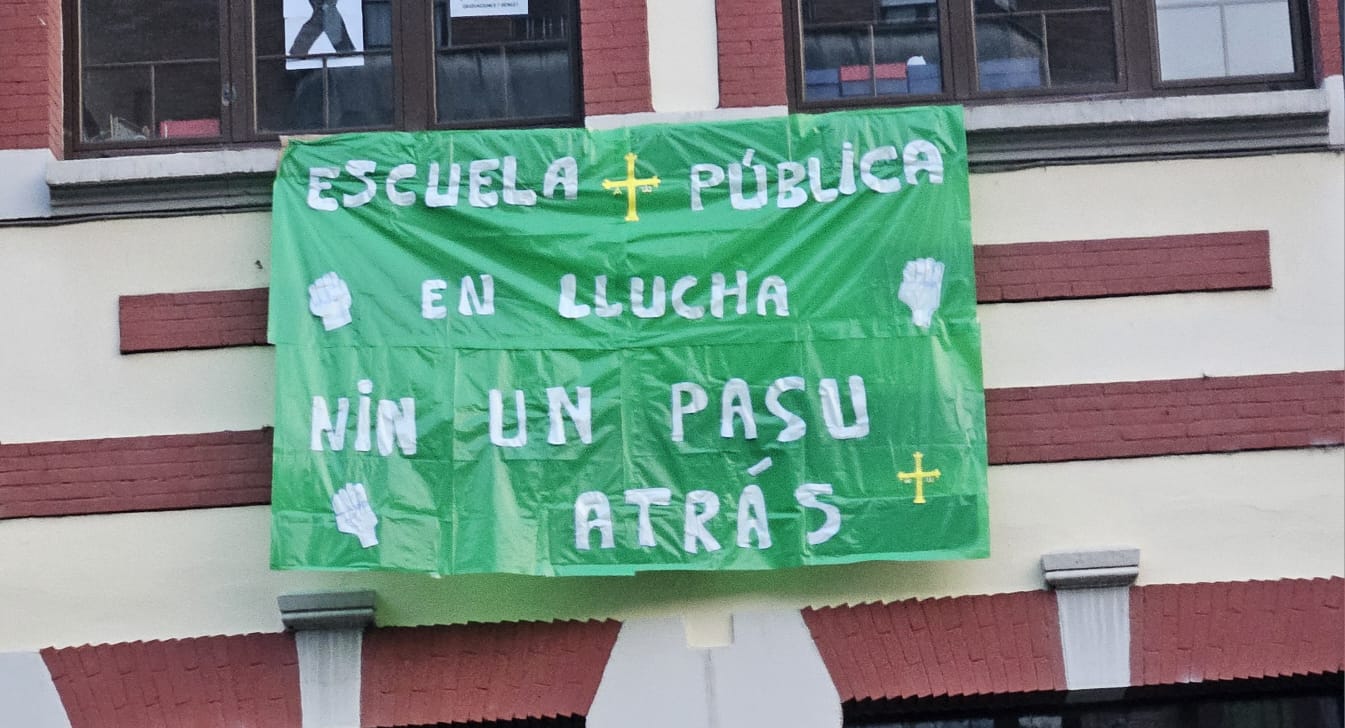 ESCUELA PÚBLICA
EN LLUCHA
NIN UN PASU
ATRÁS